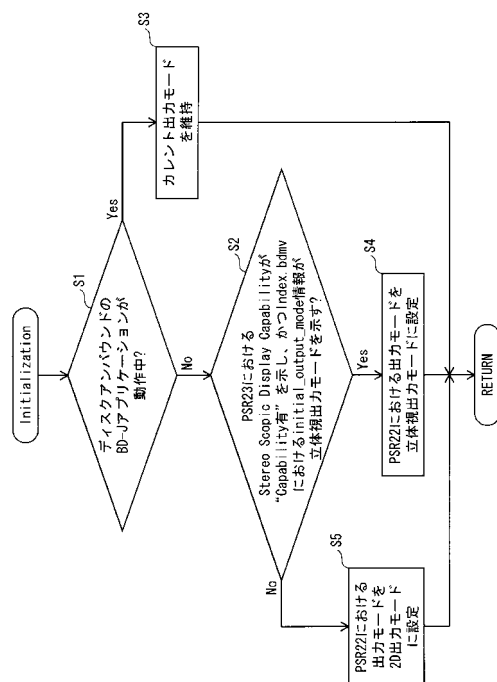 Initialization
S1
ディスクアンバウンドの
BD-Jアプリケーションが
動作中?
Yes
No
S3
カレント出力モード
を維持
S2
PSR23における
Stereo Scopic Display Capabilityが
“Capability有”を示し、かつIndex.bdmv
におけるinitial_output_mode情報が
立体視出力モードを示す?
Yes
No
S4
PSR22における出力モードを
立体視出力モードに設定
S5
PSR22における
出力モードを
2D出力モード
に設定
RETURN